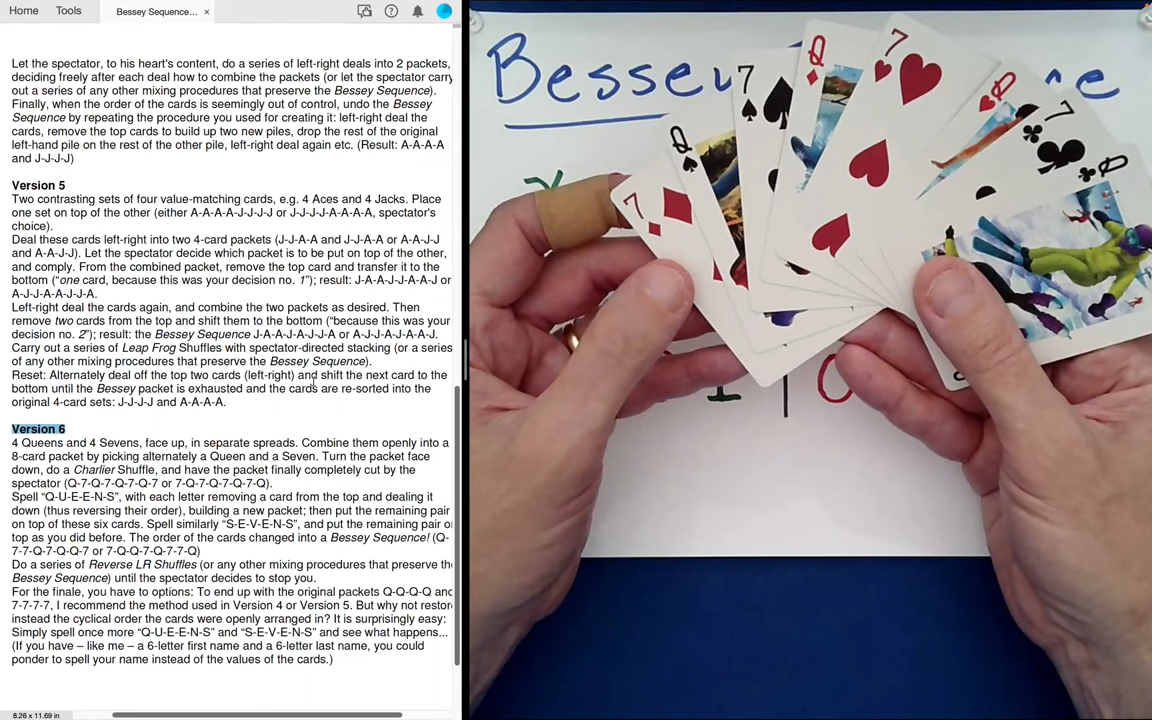 Home Tools Bessey Sequence... ×
Let the spectator, to his heart's content, do a series of left-right deals into 2 packets,
deciding freely after each deal how to combine the packets (or let the spectator carry
out a series of any other mixing procedures that preserve the Bessey Sequence).
Finally, when the order of the cards is seemingly out of control, undo the Bessey
Sequence by repeating the procedure you used for creating it: left-right deal the
cards, remove the top cards to build up two new piles, drop the rest of the original
left-hand pile on the rest of the other pile, left-right deal again etc. (Result: A-A-A-A
and J-J-J-J)
Version 5
Two contrasting sets of four value-matching cards, e.g. 4 Aces and 4 Jacks. Place
one set on top of the other (either A-A-A-A-J-J-J-J or J-J-J-J-A-A-A-A, spectator's
choice).
Deal these cards left-right into two 4-card packets (J-J-A-A and J-J-A-A or A-A-J-J
and A-A-J-J). Let the spectator decide which packet is to be put on top of the other,
and comply. From the combined packet, remove the top card and transfer it to the
bottom ("one card, because this was your decision no. 1"); result: J-A-A-J-J-A-A-J or
A-J-J-A-A-J-J-A.
Left-right deal the cards again, and combine the two packets as desired. Then
remove two cards from the top and shift them to the bottom ("because this was your
decision no. 2"); result: the Bessey Sequence J-A-A-J-A-J-J-A or A-J-J-A-J-A-A-J.
Carry out a series of Leap Frog Shuffles with spectator-directed stacking (or a series
of any other mixing procedures that preserve the Bessey Sequence).
Reset: Alternately deal off the top two cards (left-right) and shift the next card to the
bottom until the Bessey packet is exhausted and the cards are re-sorted into the
original 4-card sets: J-J-J-J and A-A-A-A.
Version 6
4 Queens and 4 Sevens, face up, in separate spreads. Combine them openly into a
8-card packet by picking alternately a Queen and a Seven. Turn the packet face
down, do a Charlier Shuffle, and have the packet finally completely cut by the
spectator (Q-7-Q-7-Q-7-Q-7 or 7-Q-7-Q-7-Q-7-Q).
Spell "Q-U-E-E-N-S", with each letter removing a card from the top and dealing it
down (thus reversing their order), building a new packet; then put the remaining pair
on top of these six cards. Spell similarly "S-E-V-E-N-S", and put the remaining pair o
top as you did before. The order of the cards changed into a Bessey Sequence! (Q-
7-7-Q-7-Q-Q-7 or 7-Q-Q-7-Q-7-7-Q)
Do a series of Reverse LR Shuffles (or any other mixing procedures that preserve the
Bessey Sequence) until the spectator decides to stop you.
For the finale, you have to options: To end up with the original packets Q-Q-Q-Q and
7-7-7-7, I recommend the method used in Version 4 or Version 5. But why not restor
instead the cyclical order the cards were openly arranged in? It is surprisingly easy:
Simply spell once more "Q-U-E-E-N-S" and "S-E-V-E-N-S" and see what happens...
(If you have – like me – a 6-letter first name and a 6-letter last name, you could
ponder to spell your name instead of the values of the cards.)
8.26 x 11.69 in
7 Q 7 Q 7 Q 7 Q